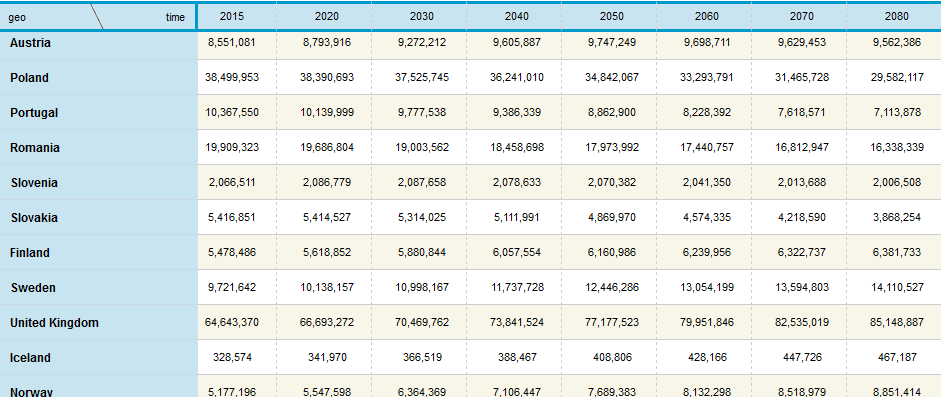 geo time 2015 2020 2030 2040 2050 2060 2070 2080
Austria 8,551,081 8,793,916 9,272,212 9,605,887 9,747,249 9,698,711 9,629,453 9,562,386
Poland 38,499,953 38,390,693 37,525,745 36,241,010 34,842,067 33,293,791 31,465,728 29,582,117
Portugal 10,367,550 10,139,999 9,777,538 9,386,339 8,862,900 8,228,392 7,618,571 7,113,878
Romania 19,909,323 19,686,804 19,003,562 18,458,698 17,973,992 17,440,757 16,812,947 16,338,339
Slovenia 2,066,511 2,086,779 2,087,658 2,078,633 2,070,382 2,041,350 2,013,688 2,006,508
Slovakia 5,416,851 5,414,527 5,314,025 5,111,991 4,869,970 4,574,335 4,218,590 3,868,254
Finland 5,478,486 5,618,852 5,880,844 6,057,554 6,160,986 6,239,956 6,322,737 6,381,733
Sweden 9,721,642 10,138,157 10,998,167 11,737,728 12,446,286 13,054,199 13,594,803 14,110,527
United Kingdom 64,643,370 66,693,272 70,469,762 73,841,524 77,177,523 79,951,846 82,535,019 85,148,887
Iceland 328,574 341,970 366,519 388,467 408,806 428,166 447,726 467,187
Norway 5,177,196 5,547,598 6,364,369 7,106,447 7,689,383 8,132,298 8,518,979 8,851,414